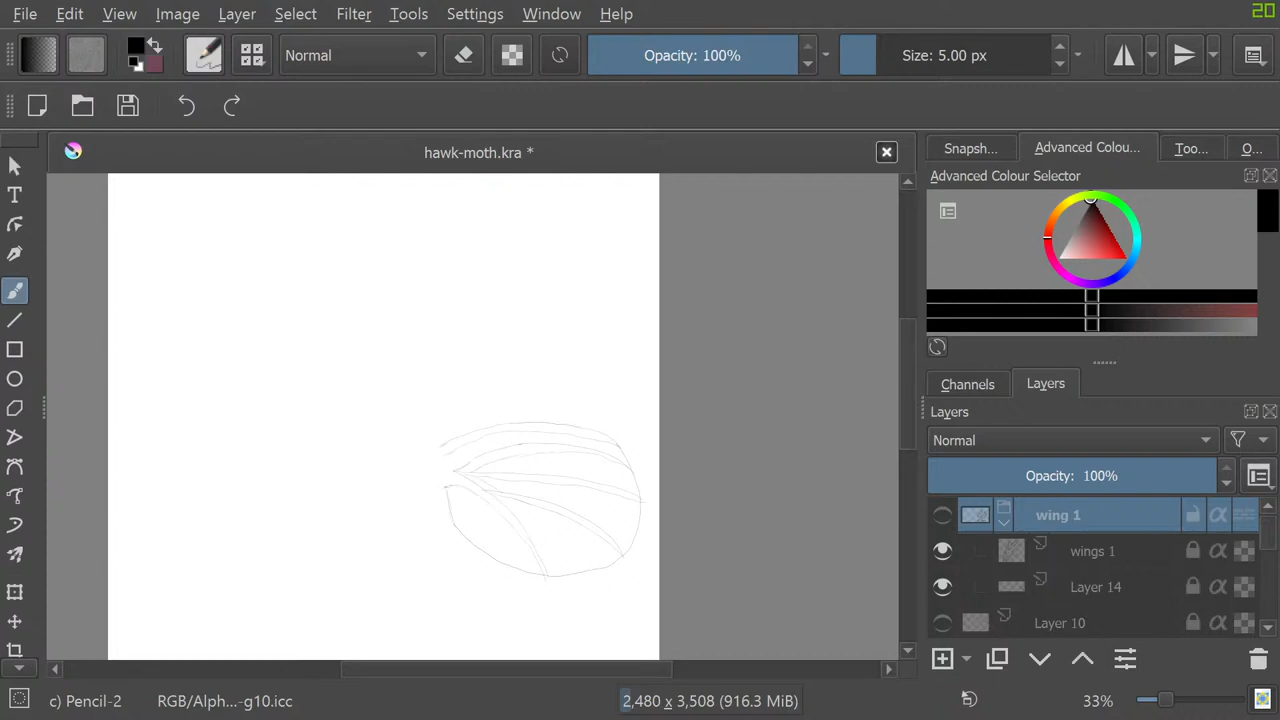 File Edit View Image Layer Select Filter Tools Settings Window Help
20
Normal
Opacity: 100%
Size: 5.00 px
hawk-moth.kra *
Snapsh... Advanced Colou... Too... O...
Advanced Colour Selector
Channels Layers
Layers
Normal
Opacity: 100%
wing 1
wings 1
Layer 14
Layer 10
c) Pencil-2 RGB/Alph...-g10.icc 2,480 x 3,508 (916.3 MiB) 33%